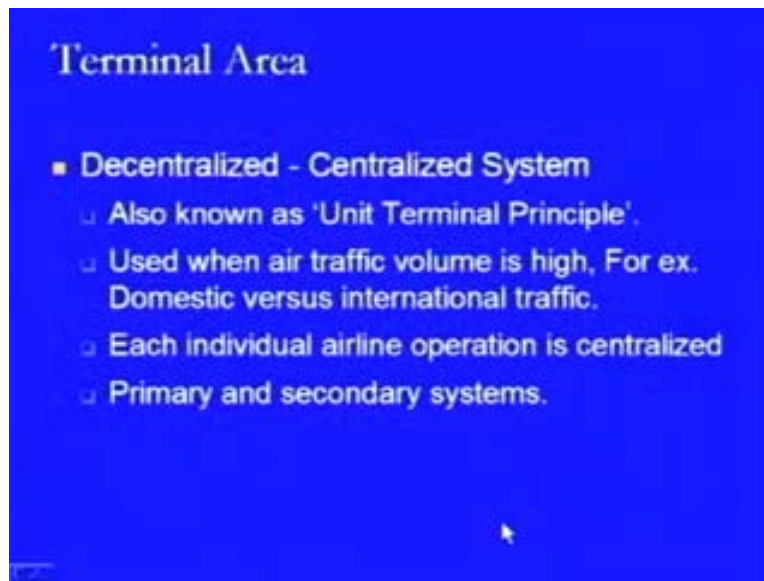 Terminal Area
Decentralized - Centralized System
Also known as 'Unit Terminal Principle'.
Used when air traffic volume is high, For ex.
Domestic versus international traffic.
Each individual airline operation is centralized
Primary and secondary systems.